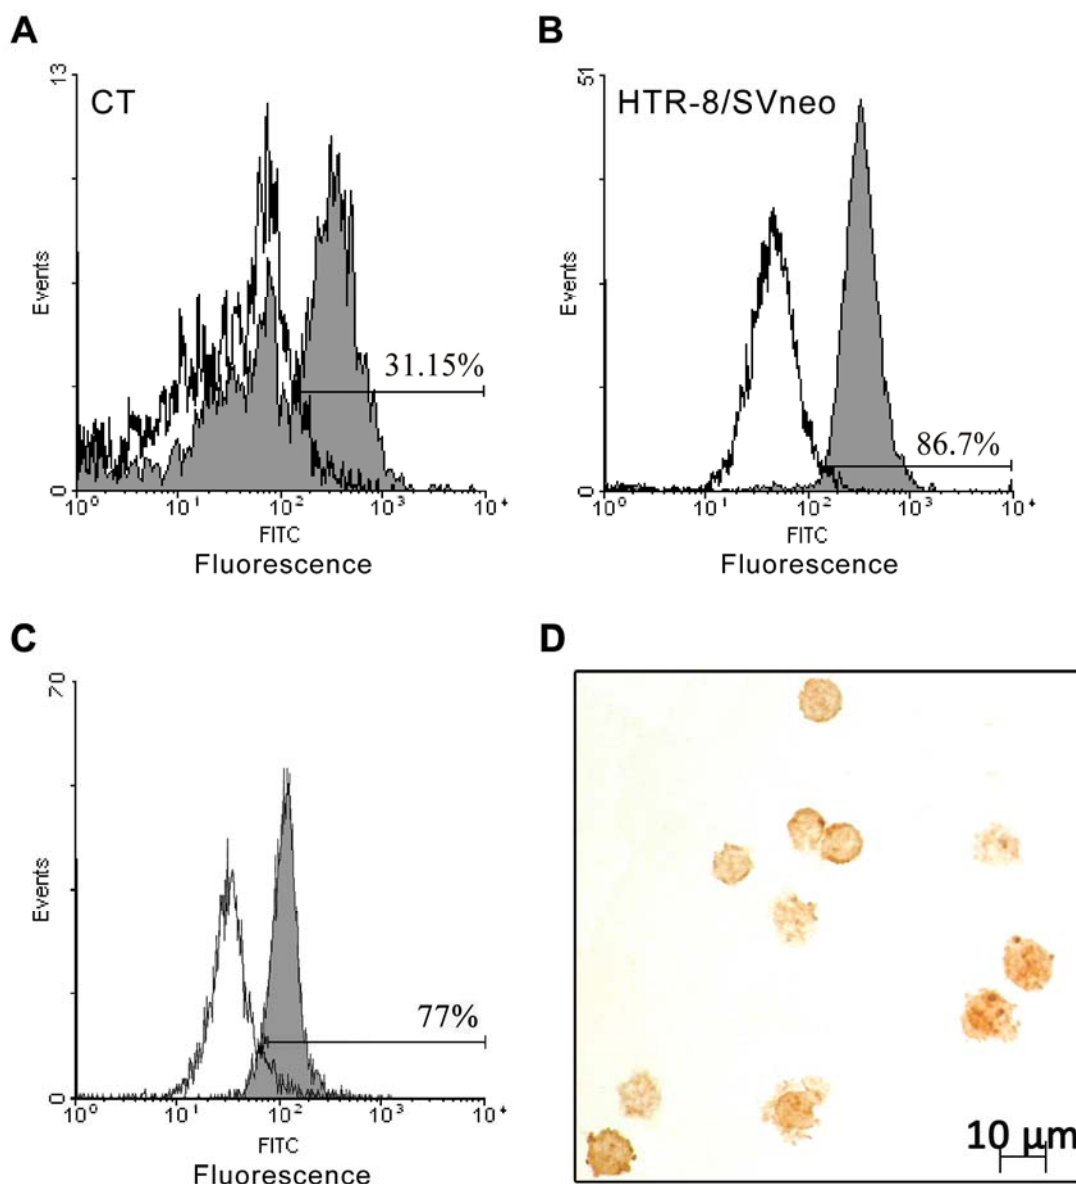 A
13
CT
Events
31.15%
0
10⁰ 10¹ 10² 10³ 10⁴
FITC
Fluorescence
B
51
HTR-8/SVneo
Events
86.7%
0
10⁰ 10¹ 10² 10³ 10⁴
FITC
Fluorescence
C
70
Events
77%
0
10⁰ 10¹ 10² 10³ 10⁴
FITC
Fluorescence
D
10 µm